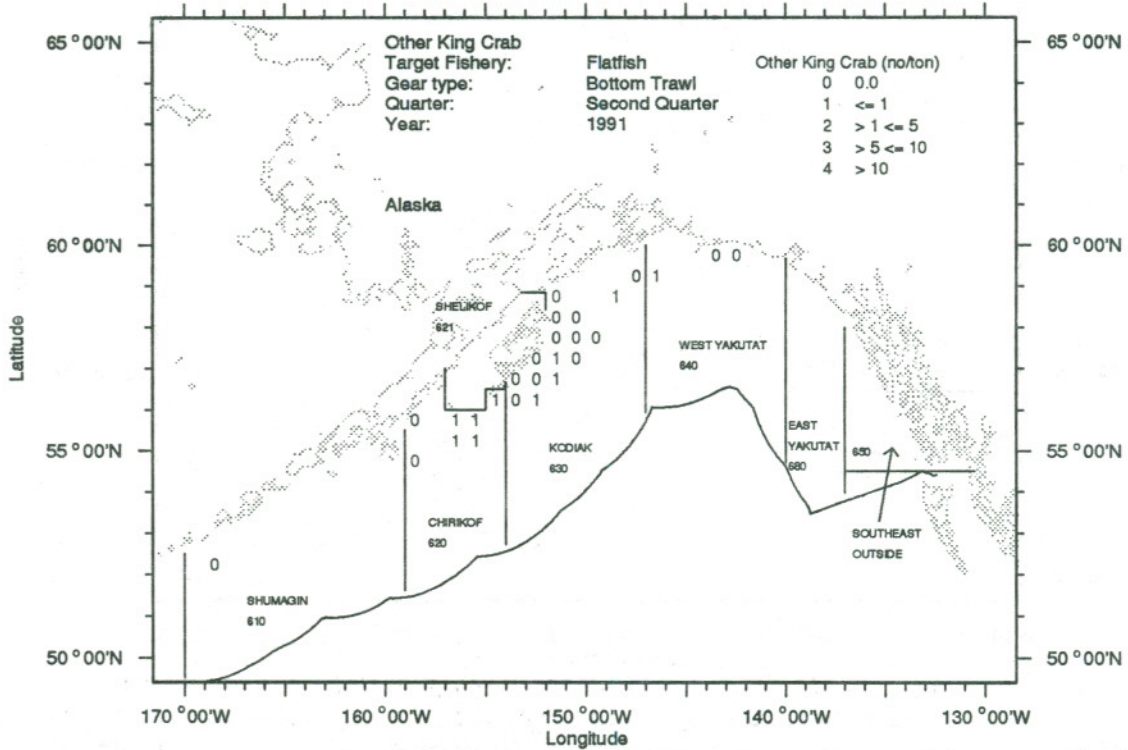 Other King Crab
Target Fishery: Flatfish
Gear type: Bottom Trawl
Quarter: Second Quarter
Year: 1991
Other King Crab (no/ton)
0 0.0
1 <= 1
2 > 1 <= 5
3 > 5 <= 10
4 > 10
65°00'N
65°00'N
Alaska
60°00'N
60°00'N
0 0
0 1
SHELIKOF
621
0 1
0 0
0 0 0
0 1 0
WEST YAKUTAT
640
0 0 1
1 0 1
0 1 1
1 1
0
KODIAK
630
EAST
YAKUTAT
680
650
55°00'N
55°00'N
CHIRIKOF
620
SOUTHEAST
OUTSIDE
0
SHUMAGIN
610
50°00'N
50°00'N
170°00'W 160°00'W 150°00'W 140°00'W 130°00'W
Longitude
Latitude